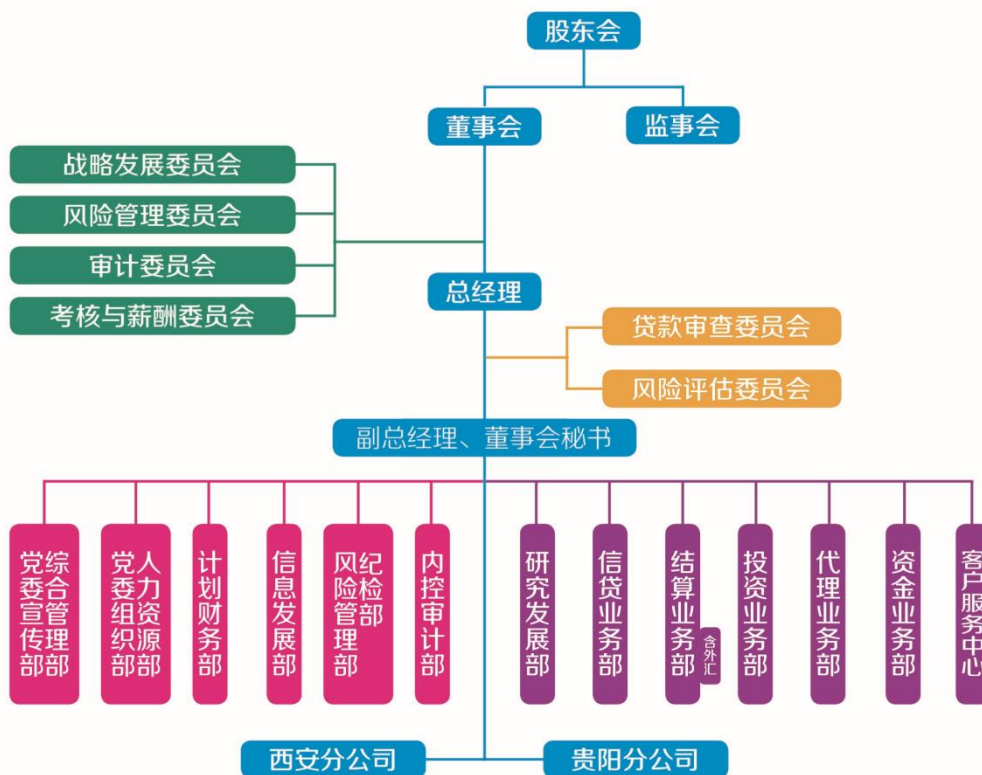 股东会
董事会
监事会
战略发展委员会
风险管理委员会
审计委员会
考核与薪酬委员会
总经理
贷款审查委员会
风险评估委员会
副总经理、董事会秘书
综合管理部
党委宣传部
人力资源部
党委组织部
计划财务部
信息发展部
纪检部
风险管理部
内控审计部
研究发展部
信贷业务部
结算业务部
含外汇
投资业务部
代理业务部
资金业务部
客户服务中心
西安分公司
贵阳分公司